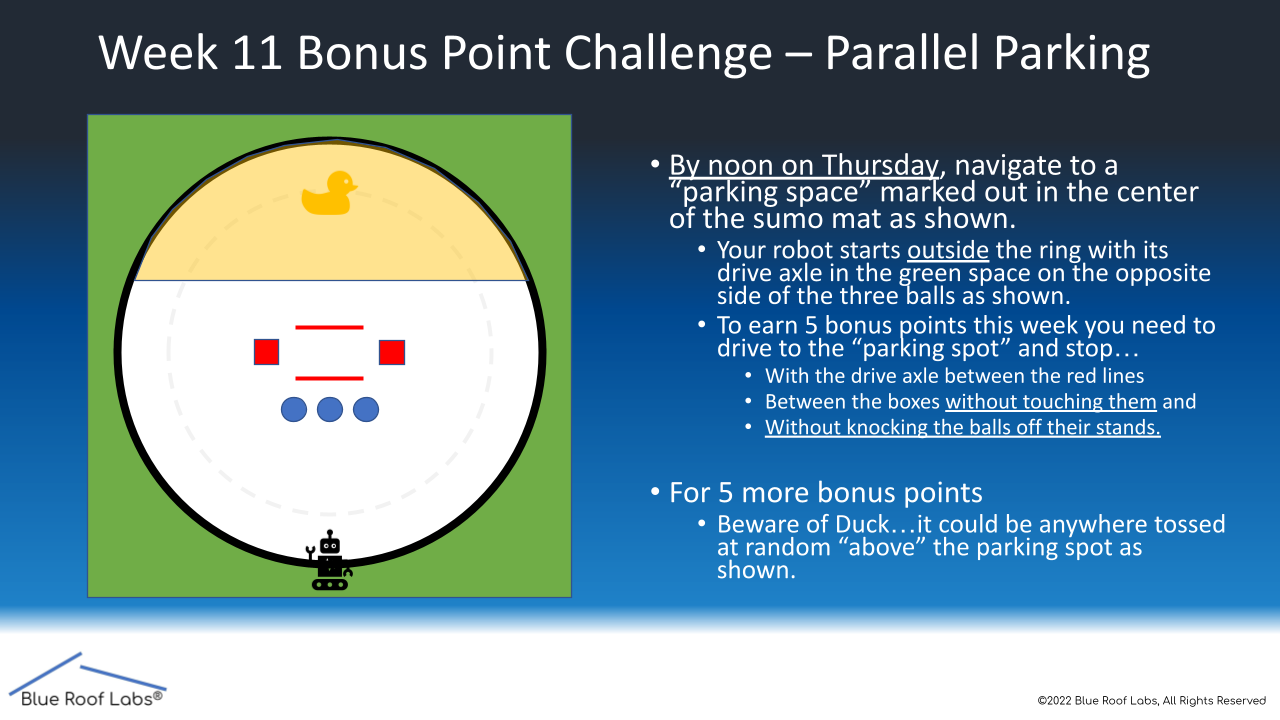 Week 11 Bonus Point Challenge – Parallel Parking
• By noon on Thursday, navigate to a
“parking space” marked out in the center
of the sumo mat as shown.
• Your robot starts outside the ring with its
drive axle in the green space on the opposite
side of the three balls as shown.
• To earn 5 bonus points this week you need to
drive to the “parking spot” and stop…
• With the drive axle between the red lines
• Between the boxes without touching them and
• Without knocking the balls off their stands.
• For 5 more bonus points
• Beware of Duck…it could be anywhere tossed
at random “above” the parking spot as
shown.
Blue Roof Labs®
©2022 Blue Roof Labs, All Rights Reserved